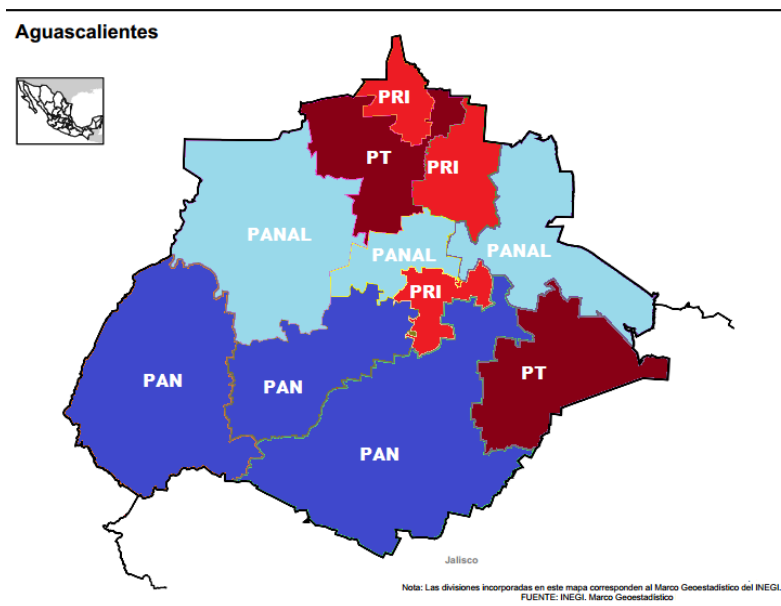 Aguascalientes
PRI
PT
PRI
PANAL
PANAL
PANAL
PRI
PAN
PAN
PT
PAN
Jalisco
Nota: Las divisiones incorporadas en este mapa corresponden al Marco Geoestadístico del INEGI.
FUENTE: INEGI. Marco Geoestadístico